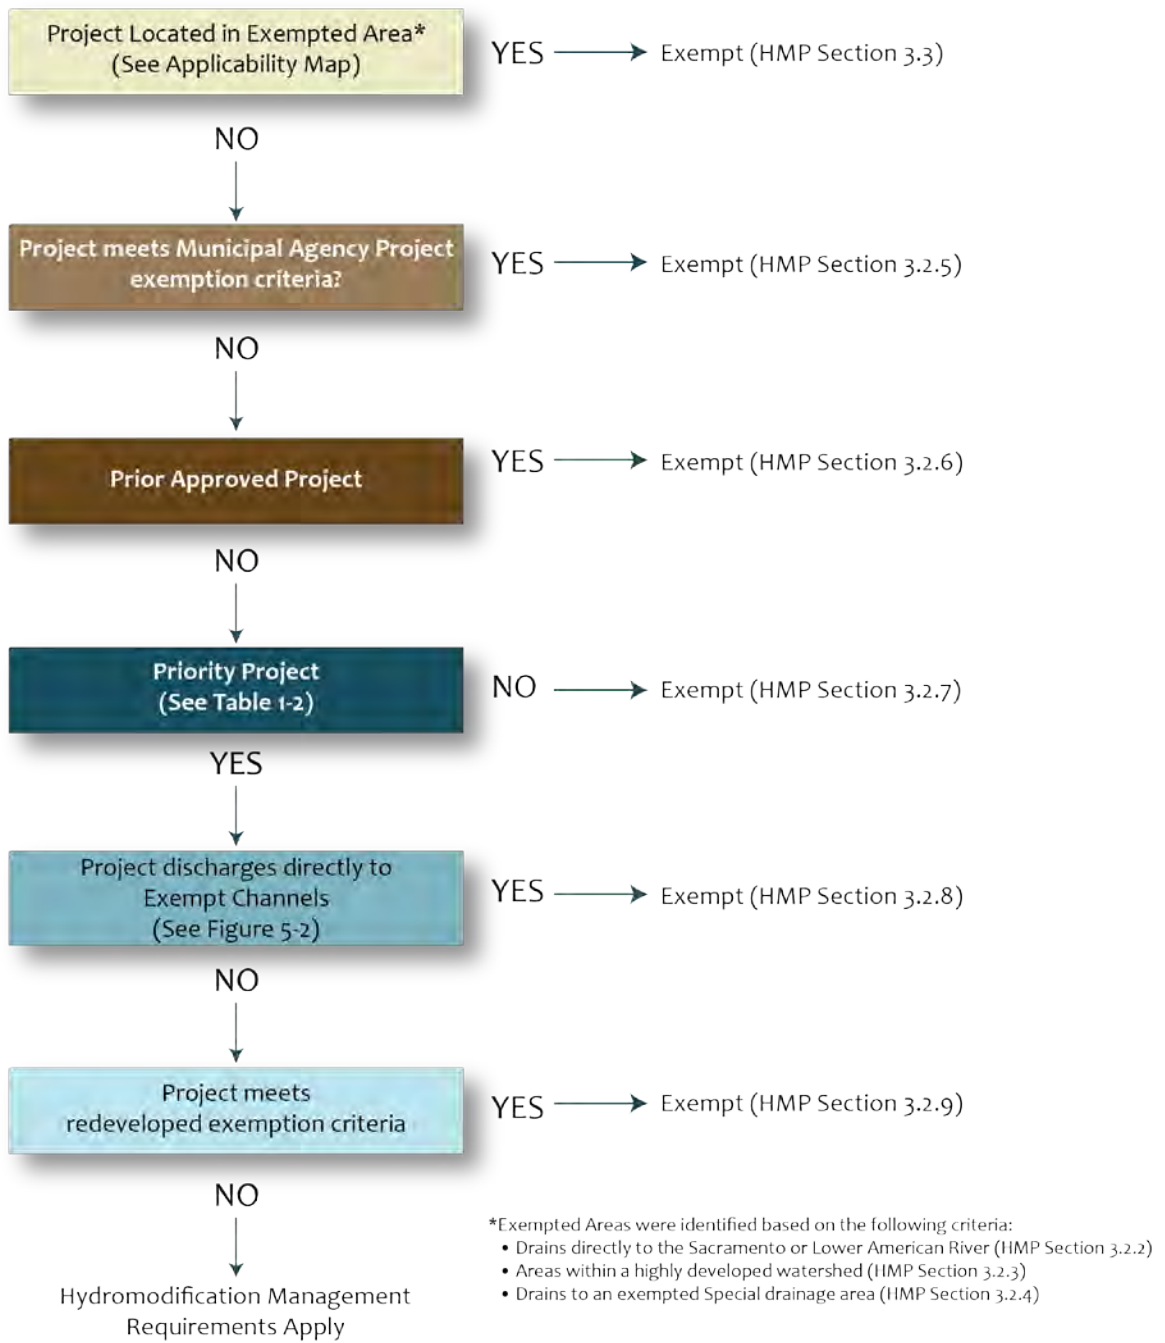 Project Located in Exempted Area*
(See Applicability Map)
YES
Exempt (HMP Section 3.3)
NO
Project meets Municipal Agency Project
exemption criteria?
YES
Exempt (HMP Section 3.2.5)
NO
Prior Approved Project
YES
Exempt (HMP Section 3.2.6)
NO
Priority Project
(See Table 1-2)
NO
Exempt (HMP Section 3.2.7)
YES
Project discharges directly to
Exempt Channels
(See Figure 5-2)
YES
Exempt (HMP Section 3.2.8)
NO
Project meets
redeveloped exemption criteria
YES
Exempt (HMP Section 3.2.9)
NO
Hydromodification Management
Requirements Apply
*Exempted Areas were identified based on the following criteria:
• Drains directly to the Sacramento or Lower American River (HMP Section 3.2.2)
• Areas within a highly developed watershed (HMP Section 3.2.3)
• Drains to an exempted Special drainage area (HMP Section 3.2.4)